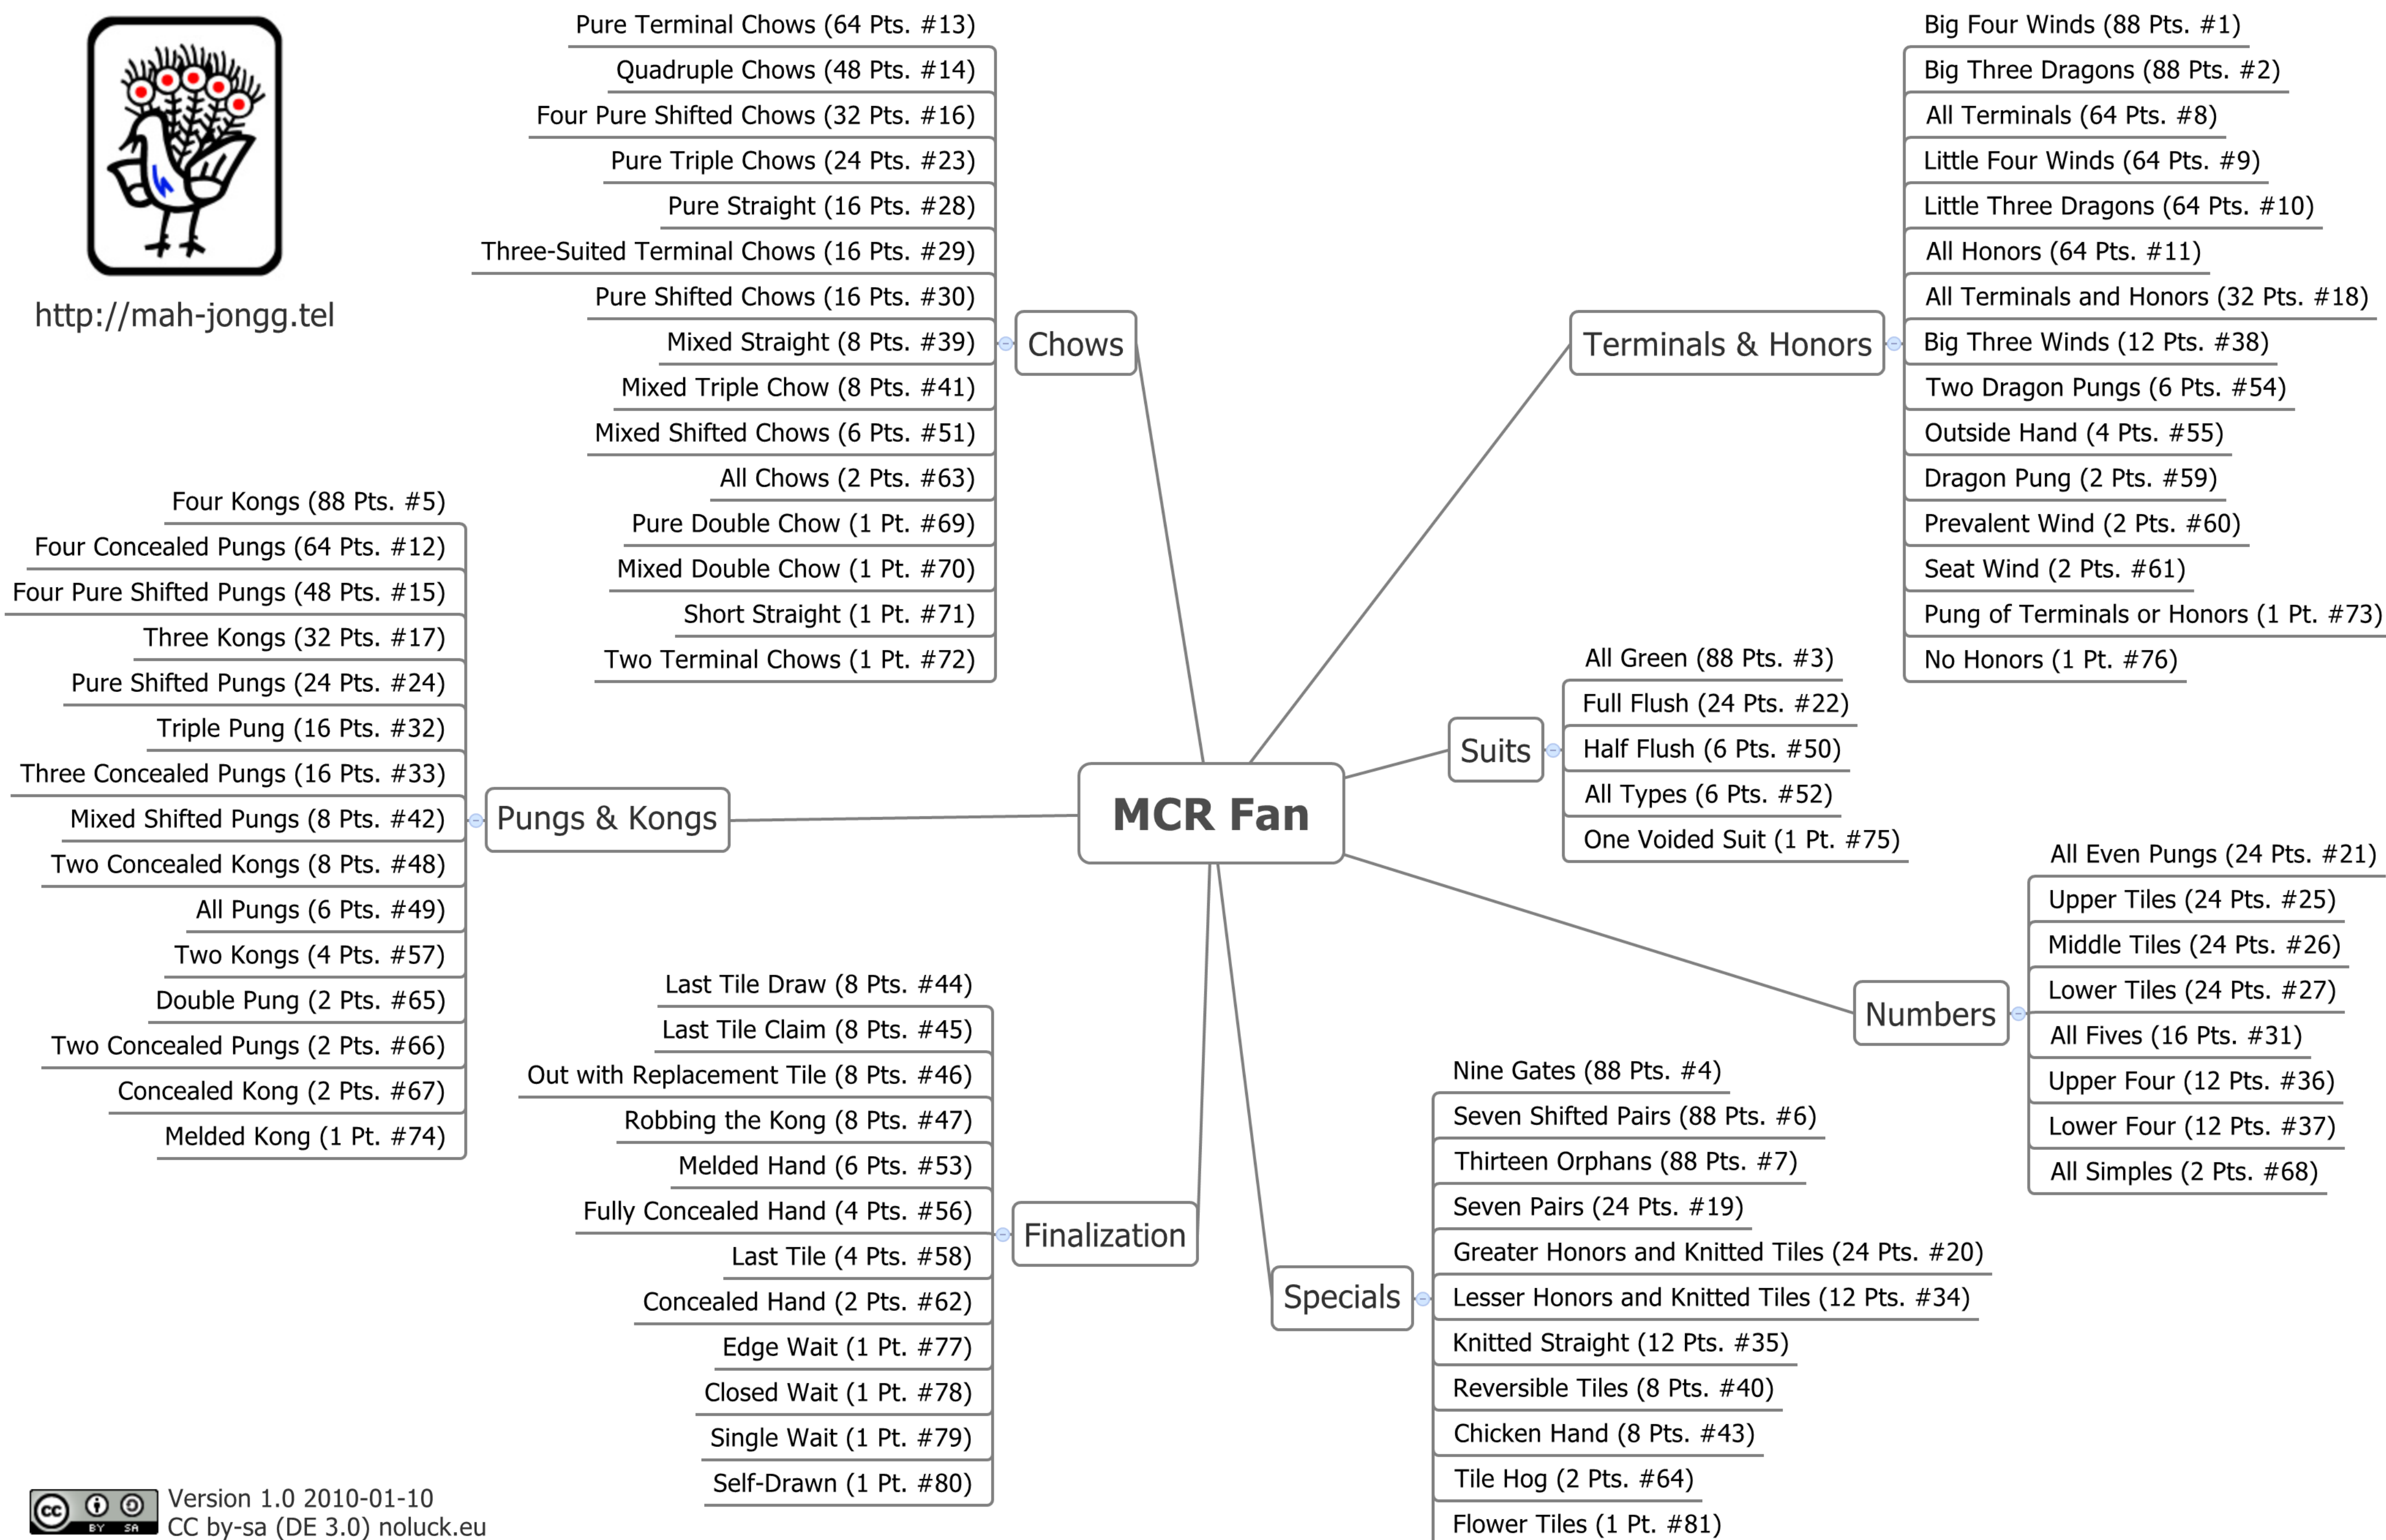 http://mah-jongg.tel
Pure Terminal Chows (64 Pts. #13)
Quadruple Chows (48 Pts. #14)
Four Pure Shifted Chows (32 Pts. #16)
Pure Triple Chows (24 Pts. #23)
Pure Straight (16 Pts. #28)
Three-Suited Terminal Chows (16 Pts. #29)
Pure Shifted Chows (16 Pts. #30)
Mixed Straight (8 Pts. #39)
Mixed Triple Chow (8 Pts. #41)
Mixed Shifted Chows (6 Pts. #51)
All Chows (2 Pts. #63)
Pure Double Chow (1 Pt. #69)
Mixed Double Chow (1 Pt. #70)
Short Straight (1 Pt. #71)
Two Terminal Chows (1 Pt. #72)
Chows
Terminals & Honors
Big Four Winds (88 Pts. #1)
Big Three Dragons (88 Pts. #2)
All Terminals (64 Pts. #8)
Little Four Winds (64 Pts. #9)
Little Three Dragons (64 Pts. #10)
All Honors (64 Pts. #11)
All Terminals and Honors (32 Pts. #18)
Big Three Winds (12 Pts. #38)
Two Dragon Pungs (6 Pts. #54)
Outside Hand (4 Pts. #55)
Dragon Pung (2 Pts. #59)
Prevalent Wind (2 Pts. #60)
Seat Wind (2 Pts. #61)
Pung of Terminals or Honors (1 Pt. #73)
No Honors (1 Pt. #76)
Four Kongs (88 Pts. #5)
Four Concealed Pungs (64 Pts. #12)
Four Pure Shifted Pungs (48 Pts. #15)
Three Kongs (32 Pts. #17)
Pure Shifted Pungs (24 Pts. #24)
Triple Pung (16 Pts. #32)
Three Concealed Pungs (16 Pts. #33)
Mixed Shifted Pungs (8 Pts. #42)
Two Concealed Kongs (8 Pts. #48)
All Pungs (6 Pts. #49)
Two Kongs (4 Pts. #57)
Double Pung (2 Pts. #65)
Two Concealed Pungs (2 Pts. #66)
Concealed Kong (2 Pts. #67)
Melded Kong (1 Pt. #74)
Pungs & Kongs
MCR Fan
Suits
All Green (88 Pts. #3)
Full Flush (24 Pts. #22)
Half Flush (6 Pts. #50)
All Types (6 Pts. #52)
One Voided Suit (1 Pt. #75)
Numbers
All Even Pungs (24 Pts. #21)
Upper Tiles (24 Pts. #25)
Middle Tiles (24 Pts. #26)
Lower Tiles (24 Pts. #27)
All Fives (16 Pts. #31)
Upper Four (12 Pts. #36)
Lower Four (12 Pts. #37)
All Simples (2 Pts. #68)
Last Tile Draw (8 Pts. #44)
Last Tile Claim (8 Pts. #45)
Out with Replacement Tile (8 Pts. #46)
Robbing the Kong (8 Pts. #47)
Melded Hand (6 Pts. #53)
Fully Concealed Hand (4 Pts. #56)
Last Tile (4 Pts. #58)
Concealed Hand (2 Pts. #62)
Edge Wait (1 Pt. #77)
Closed Wait (1 Pt. #78)
Single Wait (1 Pt. #79)
Self-Drawn (1 Pt. #80)
Finalization
Specials
Nine Gates (88 Pts. #4)
Seven Shifted Pairs (88 Pts. #6)
Thirteen Orphans (88 Pts. #7)
Seven Pairs (24 Pts. #19)
Greater Honors and Knitted Tiles (24 Pts. #20)
Lesser Honors and Knitted Tiles (12 Pts. #34)
Knitted Straight (12 Pts. #35)
Reversible Tiles (8 Pts. #40)
Chicken Hand (8 Pts. #43)
Tile Hog (2 Pts. #64)
Flower Tiles (1 Pt. #81)
cc BY SA
Version 1.0 2010-01-10
CC by-sa (DE 3.0) noluck.eu